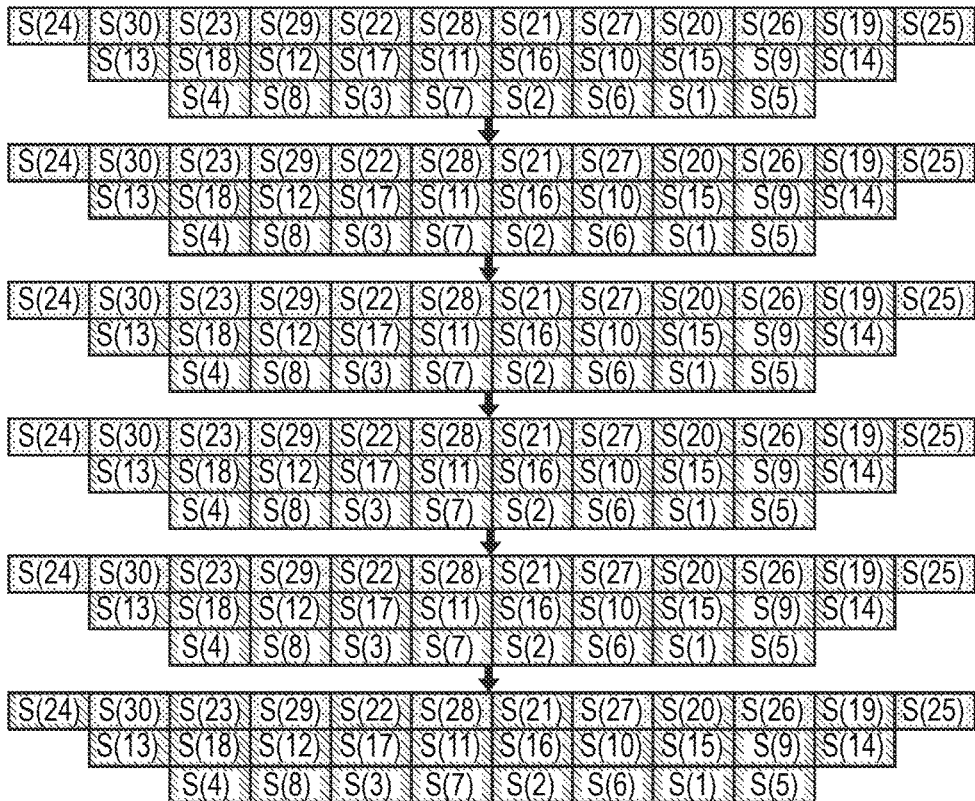 S(24) S(30) S(23) S(29) S(22) S(28) S(21) S(27) S(20) S(26) S(19) S(25)
S(13) S(18) S(12) S(17) S(11) S(16) S(10) S(15) S(9) S(14)
S(4) S(8) S(3) S(7) S(2) S(6) S(1) S(5)
S(24) S(30) S(23) S(29) S(22) S(28) S(21) S(27) S(20) S(26) S(19) S(25)
S(13) S(18) S(12) S(17) S(11) S(16) S(10) S(15) S(9) S(14)
S(4) S(8) S(3) S(7) S(2) S(6) S(1) S(5)
S(24) S(30) S(23) S(29) S(22) S(28) S(21) S(27) S(20) S(26) S(19) S(25)
S(13) S(18) S(12) S(17) S(11) S(16) S(10) S(15) S(9) S(14)
S(4) S(8) S(3) S(7) S(2) S(6) S(1) S(5)
S(24) S(30) S(23) S(29) S(22) S(28) S(21) S(27) S(20) S(26) S(19) S(25)
S(13) S(18) S(12) S(17) S(11) S(16) S(10) S(15) S(9) S(14)
S(4) S(8) S(3) S(7) S(2) S(6) S(1) S(5)
S(24) S(30) S(23) S(29) S(22) S(28) S(21) S(27) S(20) S(26) S(19) S(25)
S(13) S(18) S(12) S(17) S(11) S(16) S(10) S(15) S(9) S(14)
S(4) S(8) S(3) S(7) S(2) S(6) S(1) S(5)
S(24) S(30) S(23) S(29) S(22) S(28) S(21) S(27) S(20) S(26) S(19) S(25)
S(13) S(18) S(12) S(17) S(11) S(16) S(10) S(15) S(9) S(14)
S(4) S(8) S(3) S(7) S(2) S(6) S(1) S(5)